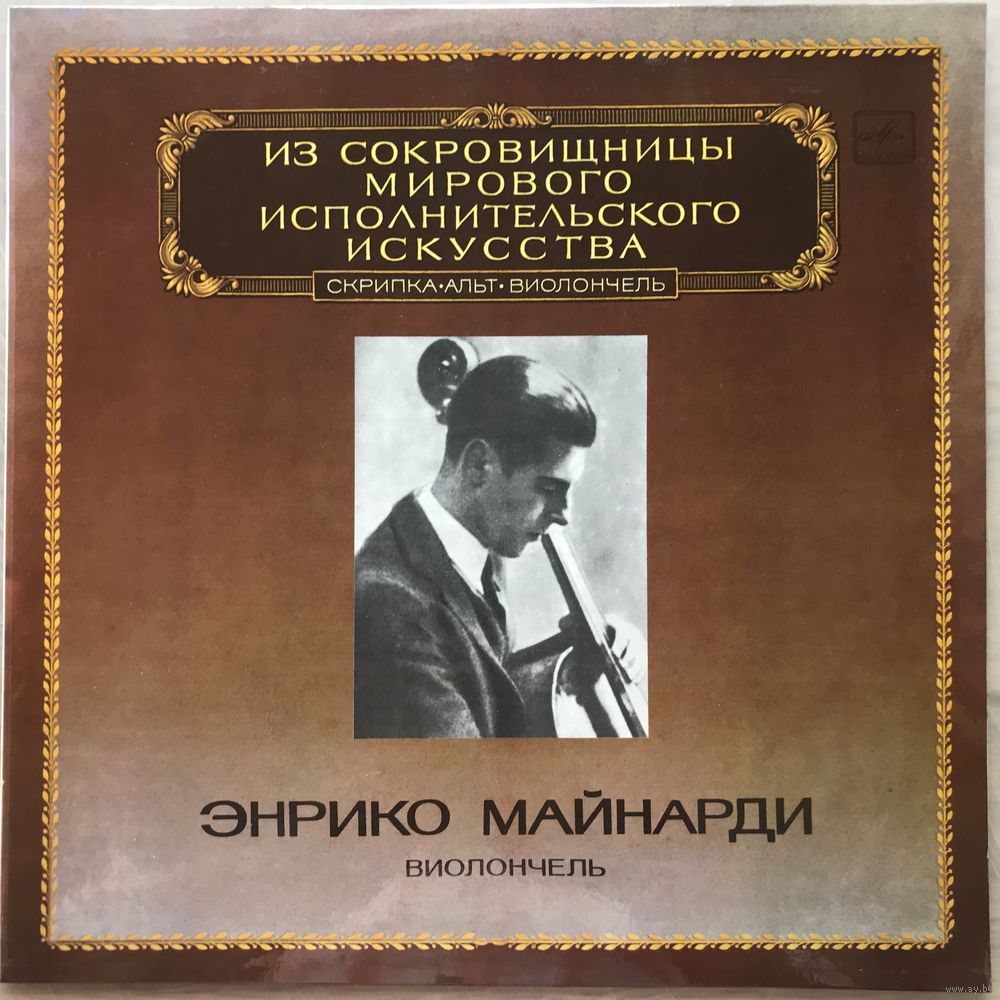 ИЗ СОКРОВИЩНИЦЫ
МИРОВОГО
ИСПОЛНИТЕЛЬСКОГО
ИСКУССТВА
СКРИПКА·АЛЬТ·ВИОЛОНЧЕЛЬ
ЭНРИКО МАЙНАРДИ
ВИОЛОНЧЕЛЬ